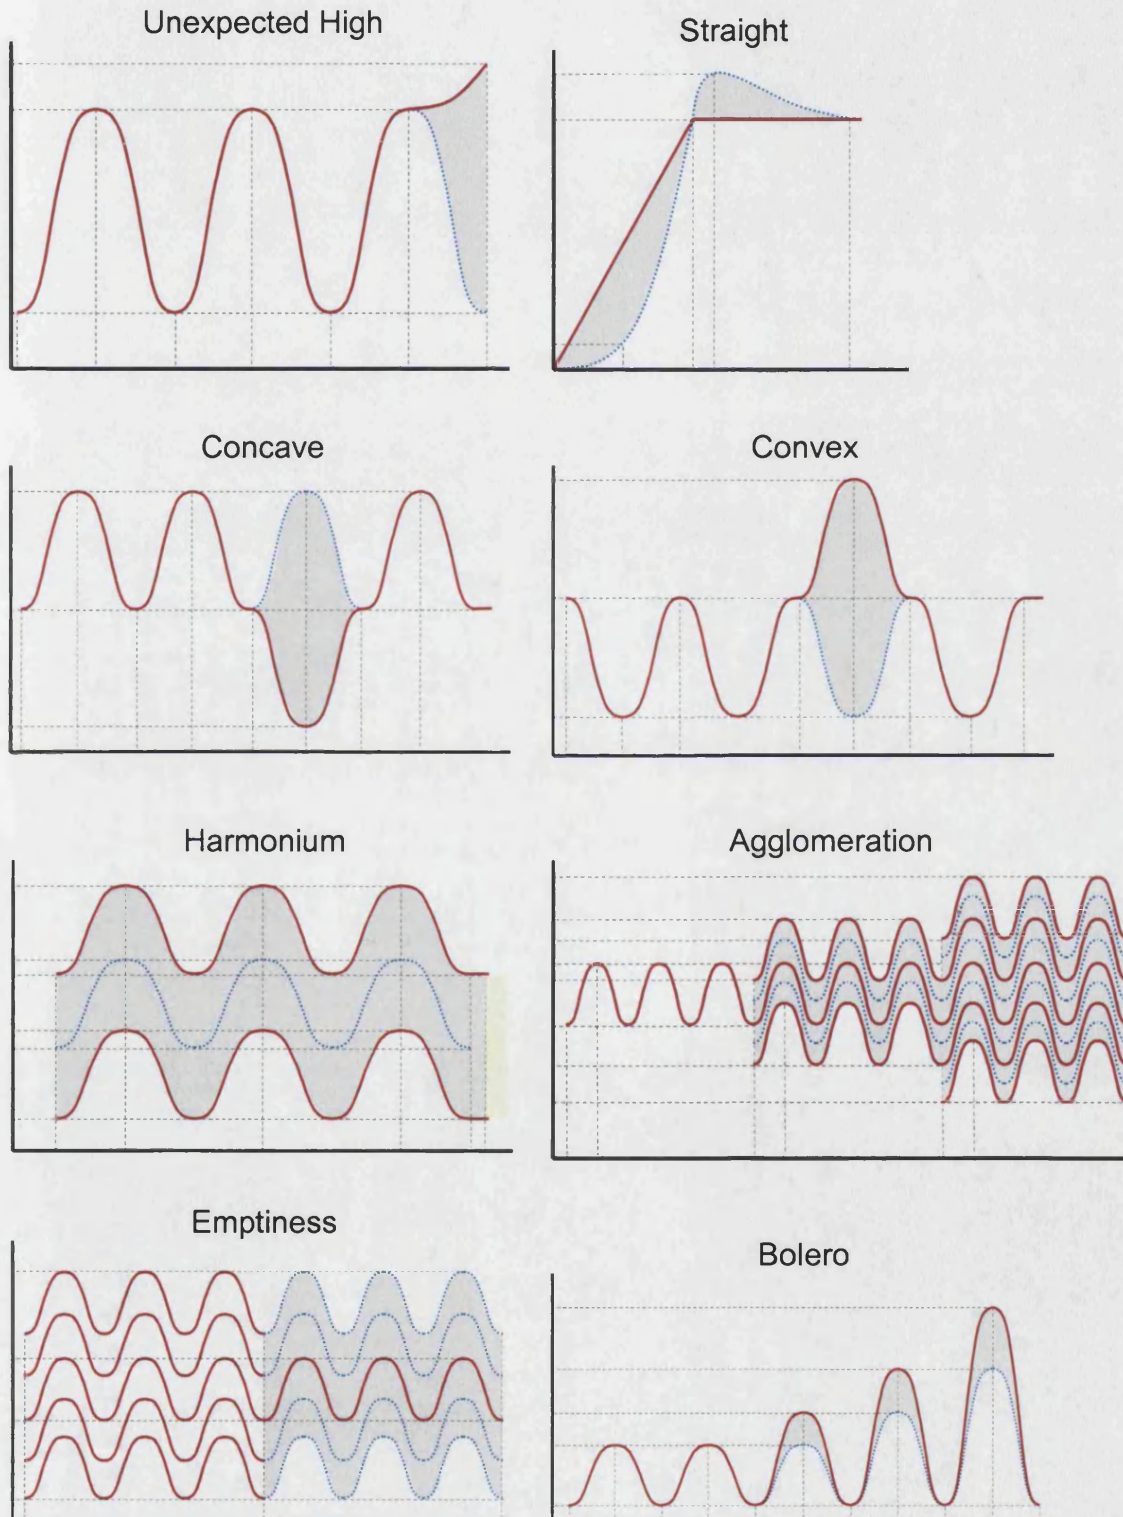 Unexpected High
Straight
Concave
Convex
Harmonium
Agglomeration
Emptiness
Bolero